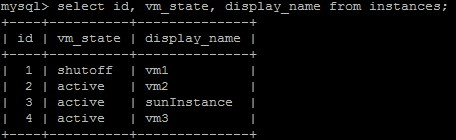 mysql> select id, vm_state, display_name from instances;
+----+----------+--------------+
| id | vm_state | display_name |
+----+----------+--------------+
| 1 | shutoff | vm1 |
| 2 | active | vm2 |
| 3 | active | sunInstance |
| 4 | active | vm3 |
+----+----------+--------------+